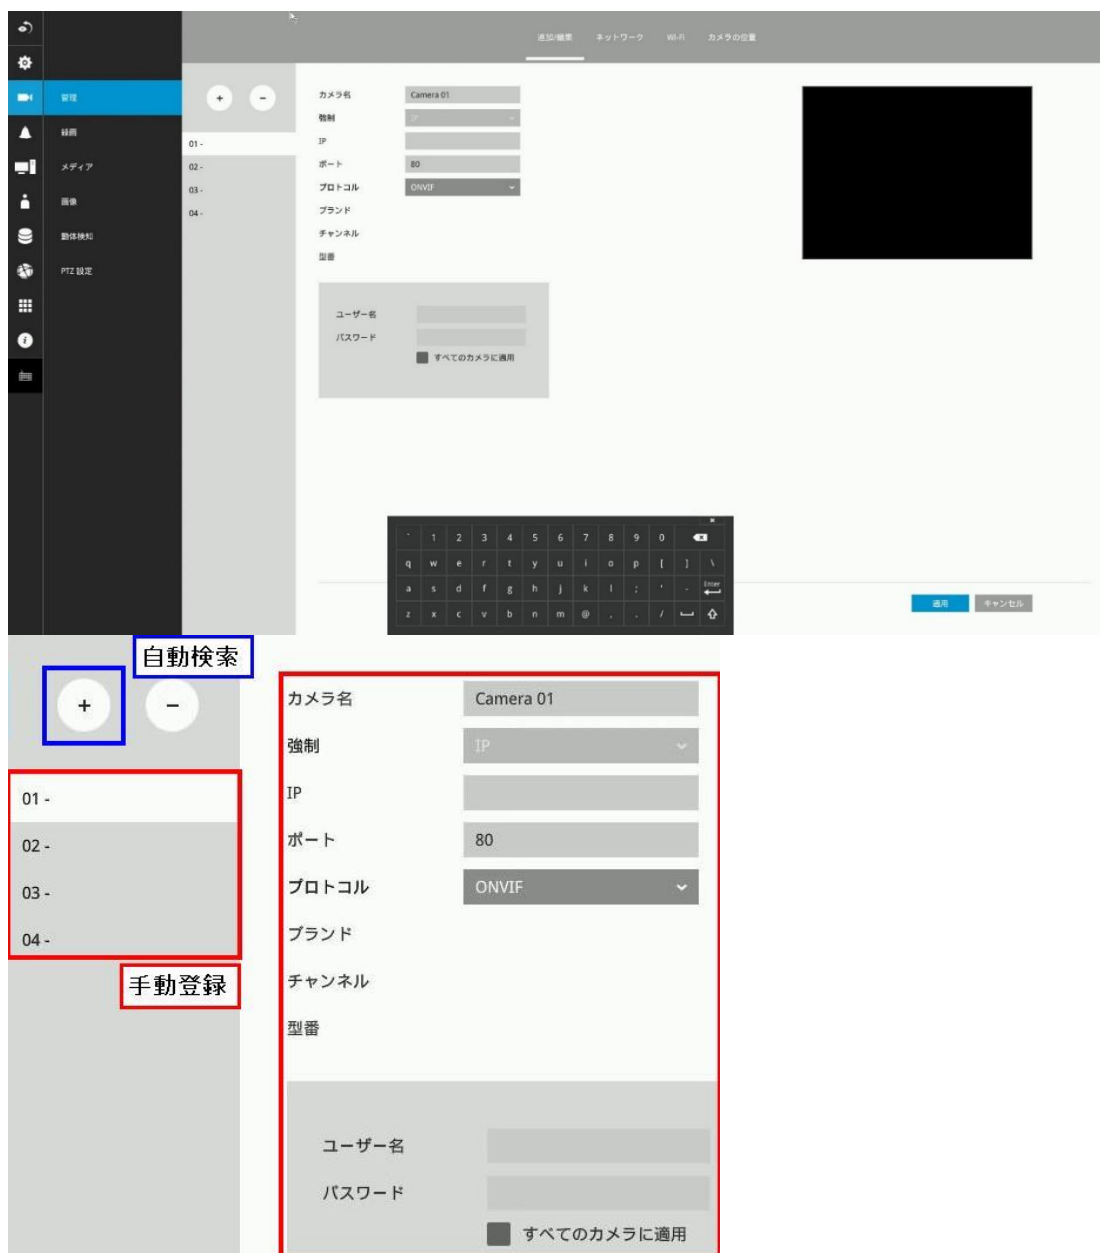 追加/編集 ネットワーク Wi-Fi カメラの位置
管理
録画
メディア
画像
動体検知
PTZ 設定
+ -
01 -
02 -
03 -
04 -
カメラ名 Camera 01
強制 IP
IP
ポート 80
プロトコル ONVIF
ブランド
チャンネル
型番
ユーザー名
パスワード
すべてのカメラに適用
` 1 2 3 4 5 6 7 8 9 0
q w e r t y u i o p [ ] \
a s d f g h j k l ; ' - Enter
z x c v b n m @ , . /
適用 キャンセル
自動検索
+ -
01 -
02 -
03 -
04 -
手動登録
カメラ名 Camera 01
強制 IP
IP
ポート 80
プロトコル ONVIF
ブランド
チャンネル
型番
ユーザー名
パスワード
すべてのカメラに適用